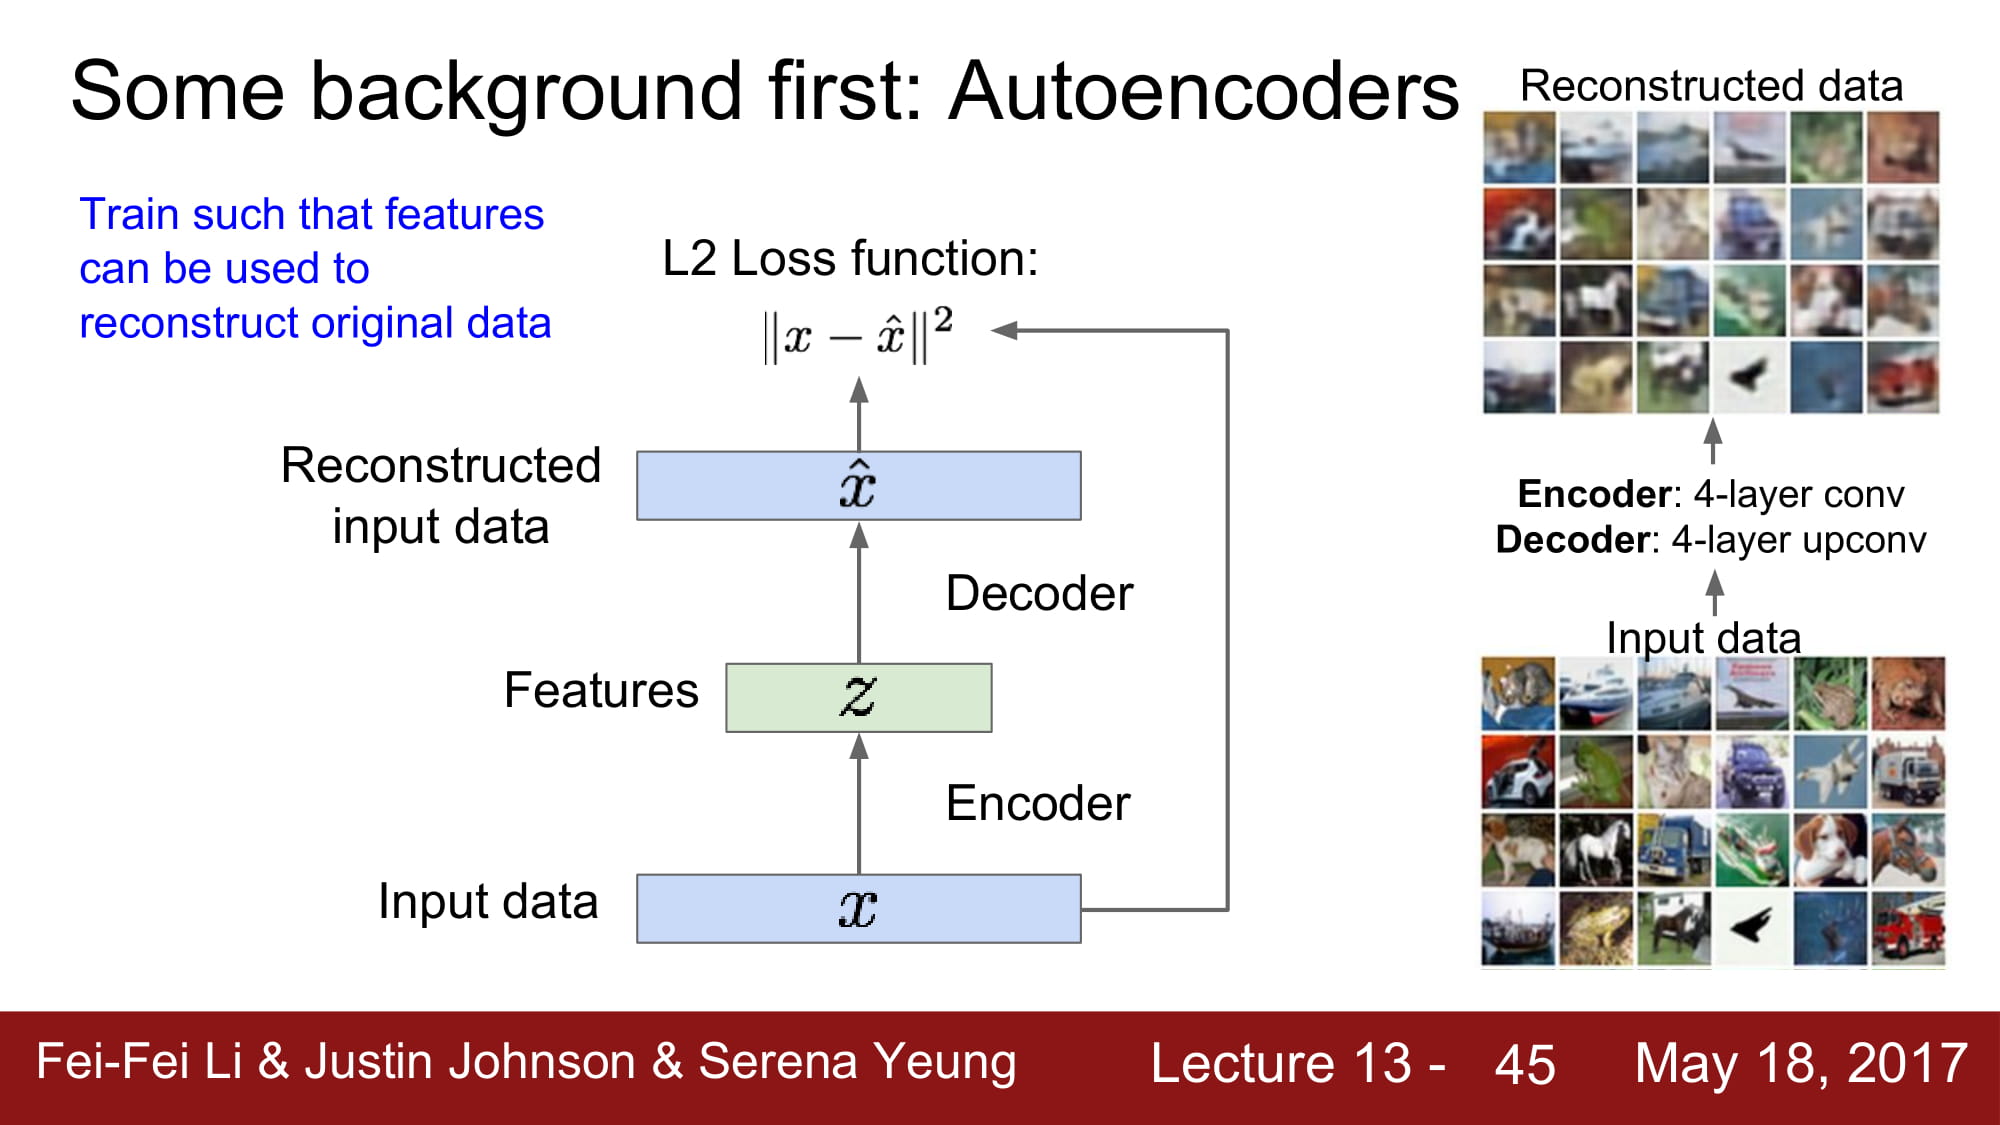 Some background first: Autoencoders
Train such that features
can be used to
reconstruct original data
L2 Loss function:
‖x − x̂‖²
Reconstructed
input data
x̂
Decoder
Features
z
Encoder
Input data
x
Reconstructed data
Encoder: 4-layer conv
Decoder: 4-layer upconv
Input data
Fei-Fei Li & Justin Johnson & Serena Yeung
Lecture 13 - 45
May 18, 2017